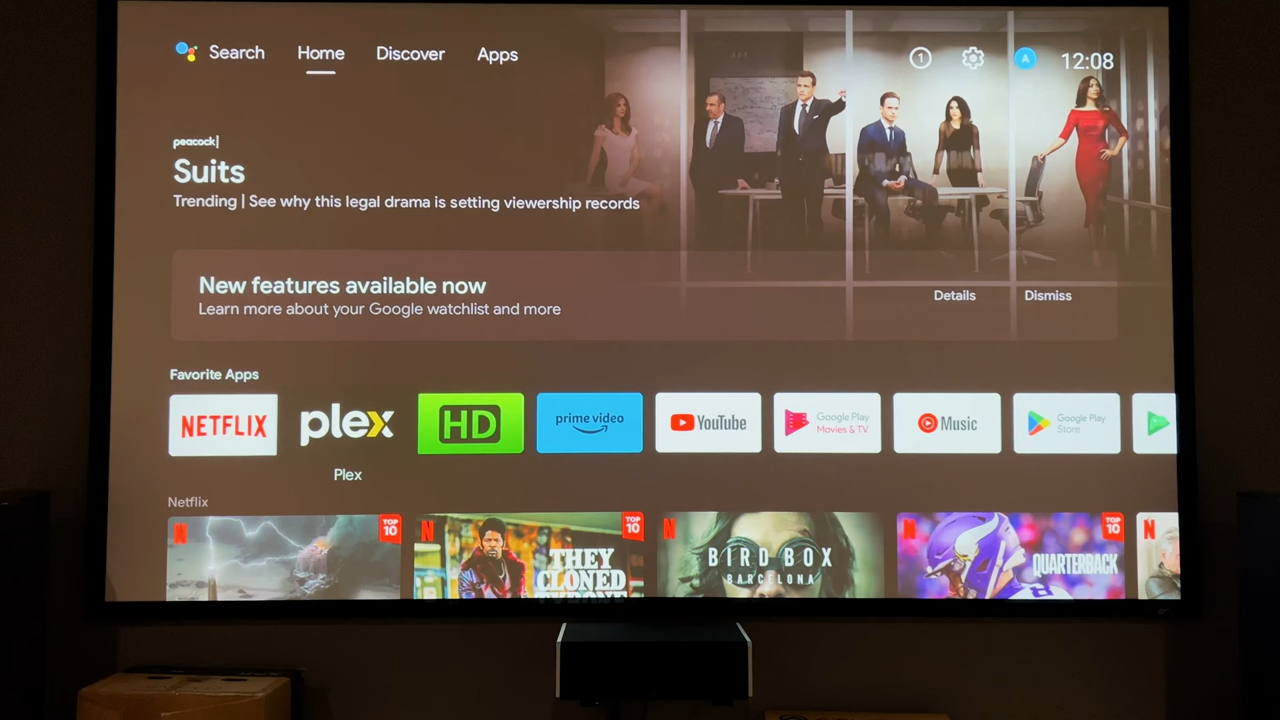 Search Home Discover Apps
1 A 12:08
peacock
Suits
Trending | See why this legal drama is setting viewership records
New features available now
Learn more about your Google watchlist and more
Details Dismiss
Favorite Apps
NETFLIX
plex
HD
prime video
YouTube
Google Play
Movies & TV
Music
Google Play
Store
Plex
Netflix
N TOP
10
N TOP
10
THEY
CLONED
TYRONE
N
BIRD BOX
BARCELONA
N TOP
10
QUARTERBACK
N